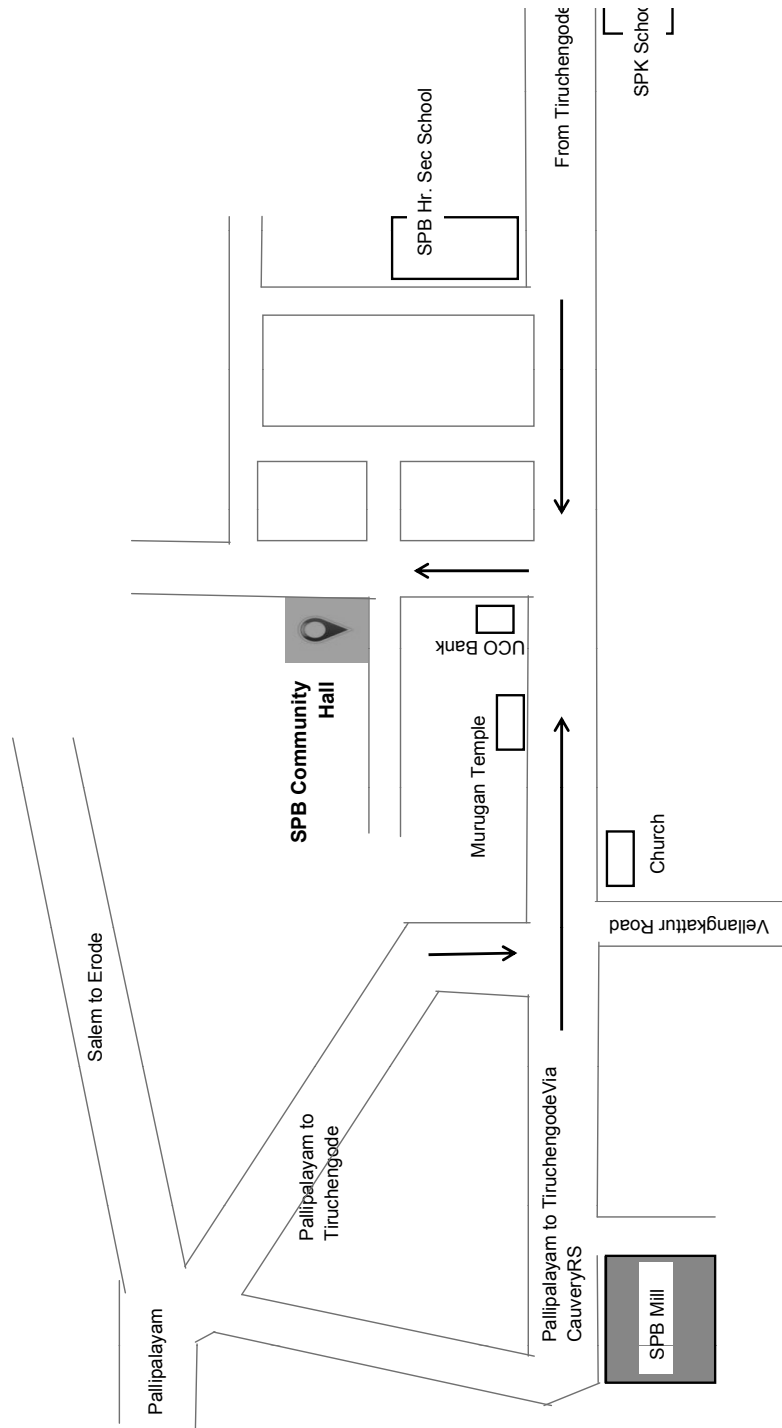 Salem to Erode
Pallipalayam
Pallipalayam to
Tiruchengode
SPB Community
Hall
SPB Hr. Sec School
UCO Bank
Murugan Temple
Pallipalayam to TiruchengodeVia
CauveryRS
From Tiruchengode
SPK Schoo
Church
Vellangkattur Road
SPB Mill